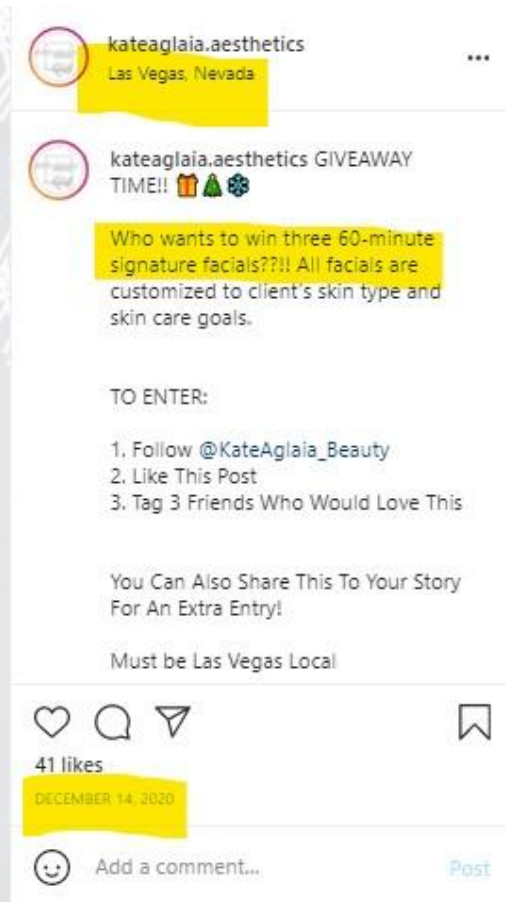 kateaglaia.aesthetics
Las Vegas, Nevada
kateaglaia.aesthetics GIVEAWAY
TIME!! 🎁🎄❄️
Who wants to win three 60-minute
signature facials??!! All facials are
customized to client's skin type and
skin care goals.
TO ENTER:
1. Follow @KateAglaia_Beauty
2. Like This Post
3. Tag 3 Friends Who Would Love This
You Can Also Share This To Your Story
For An Extra Entry!
Must be Las Vegas Local
41 likes
DECEMBER 14, 2020
Add a comment...
Post